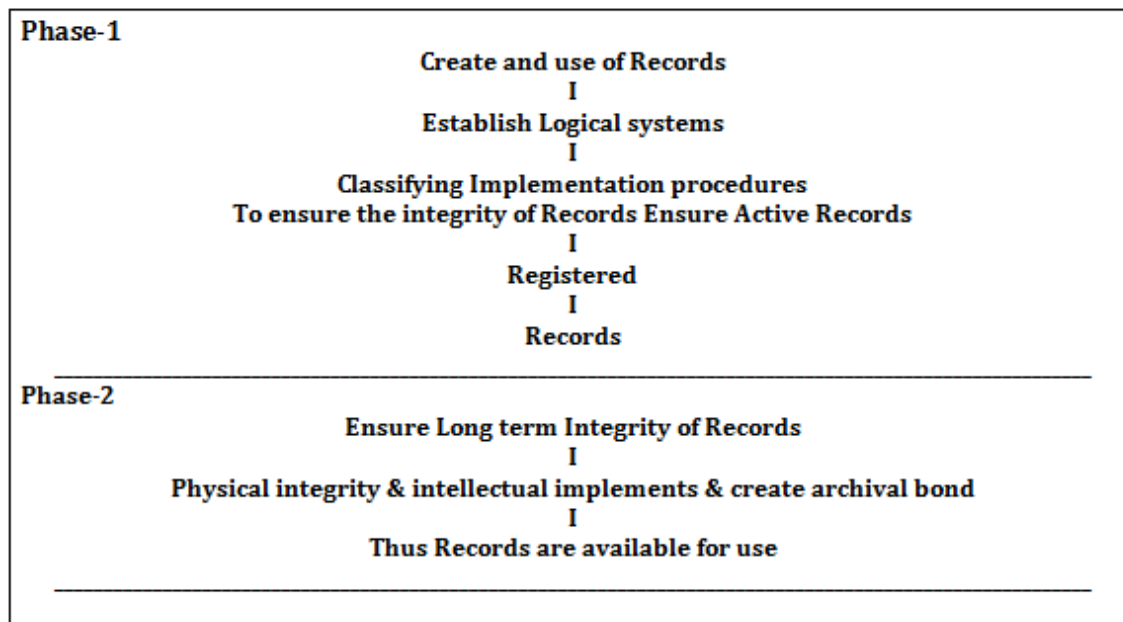 Phase-1
Create and use of Records
I
Establish Logical systems
I
Classifying Implementation procedures
To ensure the integrity of Records Ensure Active Records
I
Registered
I
Records
Phase-2
Ensure Long term Integrity of Records
I
Physical integrity & intellectual implements & create archival bond
I
Thus Records are available for use